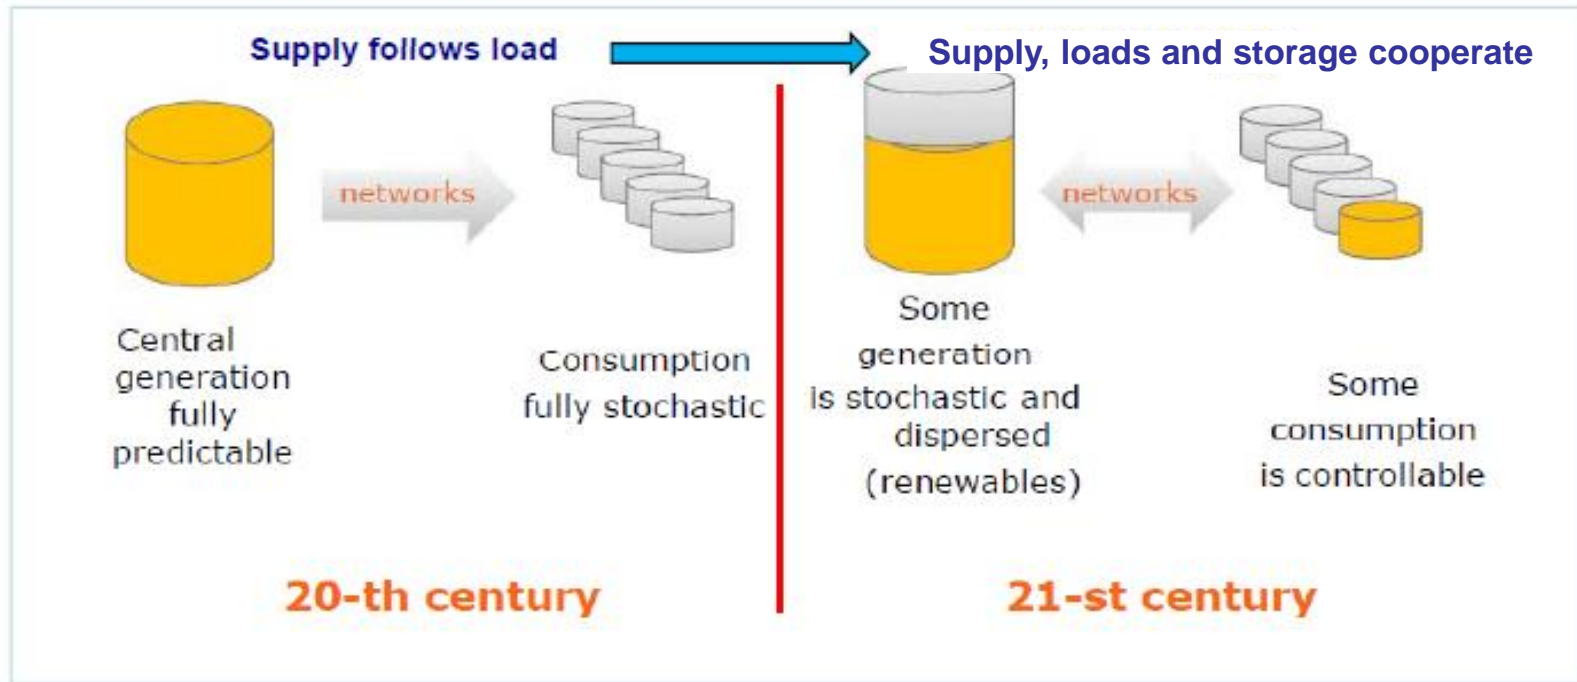 Supply follows load
Supply, loads and storage cooperate
networks
Central
generation
fully
predictable
Consumption
fully stochastic
networks
Some
generation
is stochastic and
dispersed
(renewables)
Some
consumption
is controllable
20-th century
21-st century